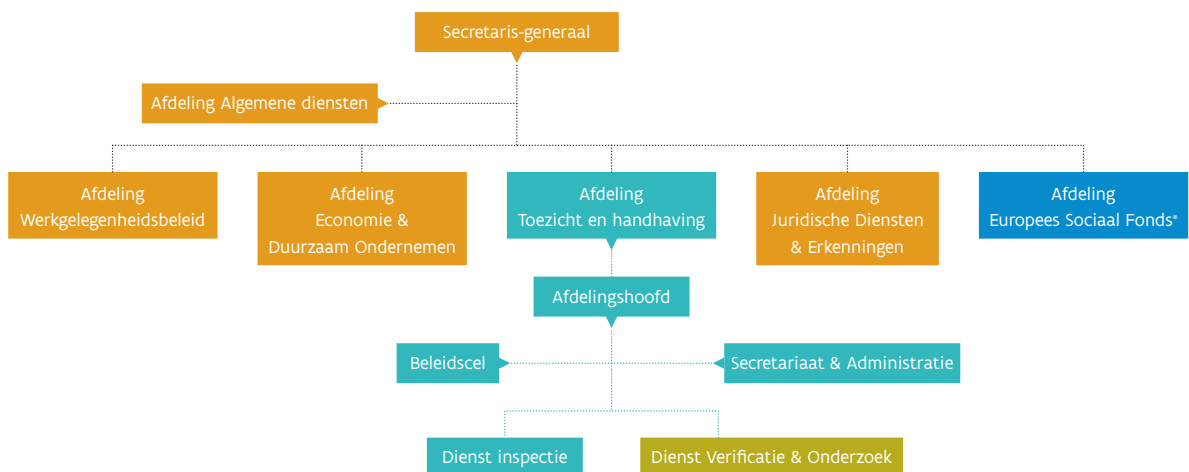 Secretaris-generaal
Afdeling Algemene diensten
Afdeling
Werkgelegenheidsbeleid
Afdeling
Economie &
Duurzaam Ondernemen
Afdeling
Toezicht en handhaving
Afdeling
Juridische Diensten
& Erkenningen
Afdeling
Europees Sociaal Fonds*
Afdelingshoofd
Beleidscel
Secretariaat & Administratie
Dienst inspectie
Dienst Verificatie & Onderzoek